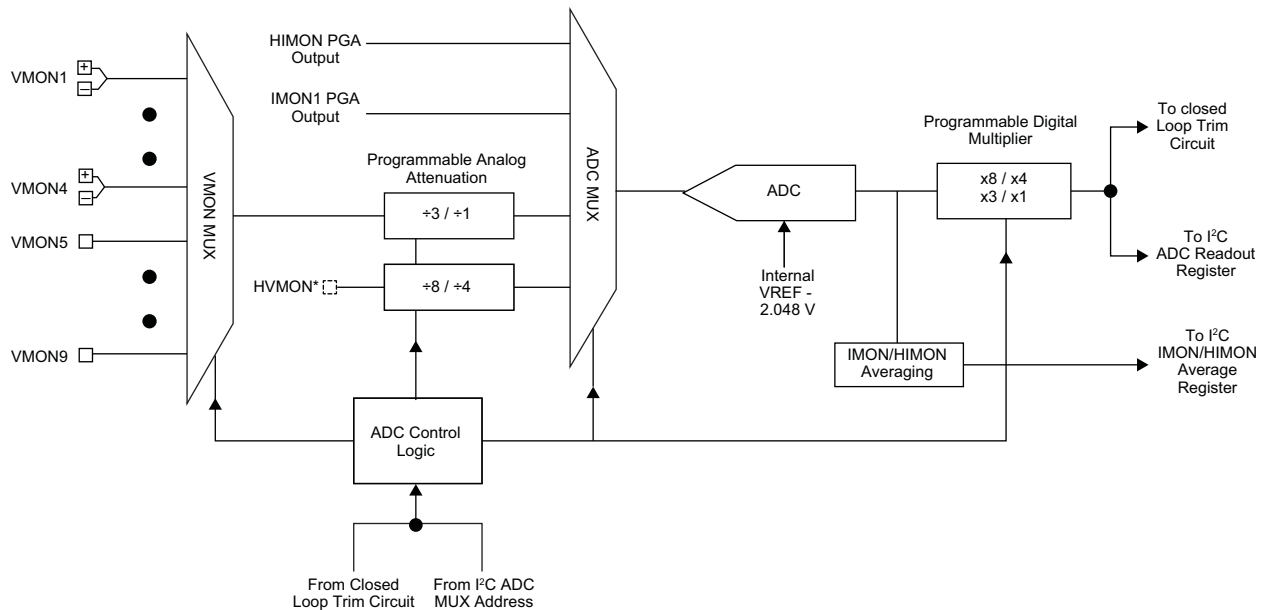 HIMON PGA
Output
VMON1
+
−
IMON1 PGA
Output
To closed
Loop Trim
Circuit
Programmable Digital
Multiplier
Programmable Analog
Attenuation
VMON MUX
ADC MUX
VMON4
+
−
÷3 / ÷1
ADC
x8 / x4
x3 / x1
VMON5
HVMON*
÷8 / ÷4
Internal
VREF -
2.048 V
To I²C
ADC Readout
Register
VMON9
IMON/HIMON
Averaging
To I²C
IMON/HIMON
Average
Register
ADC Control
Logic
From Closed
Loop Trim Circuit
From I²C ADC
MUX Address